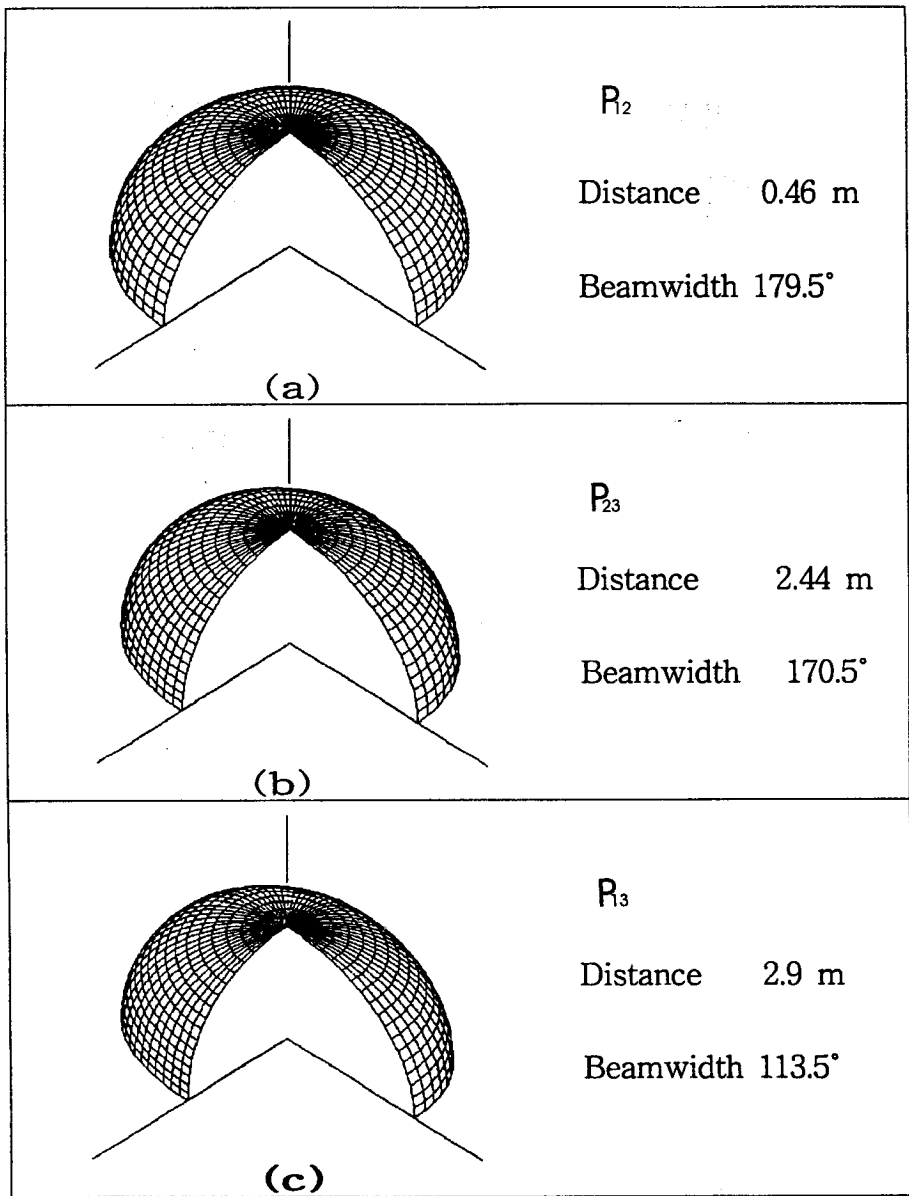 P12
Distance 0.46 m
Beamwidth 179.5°
(a)
P23
Distance 2.44 m
Beamwidth 170.5°
(b)
P13
Distance 2.9 m
Beamwidth 113.5°
(c)